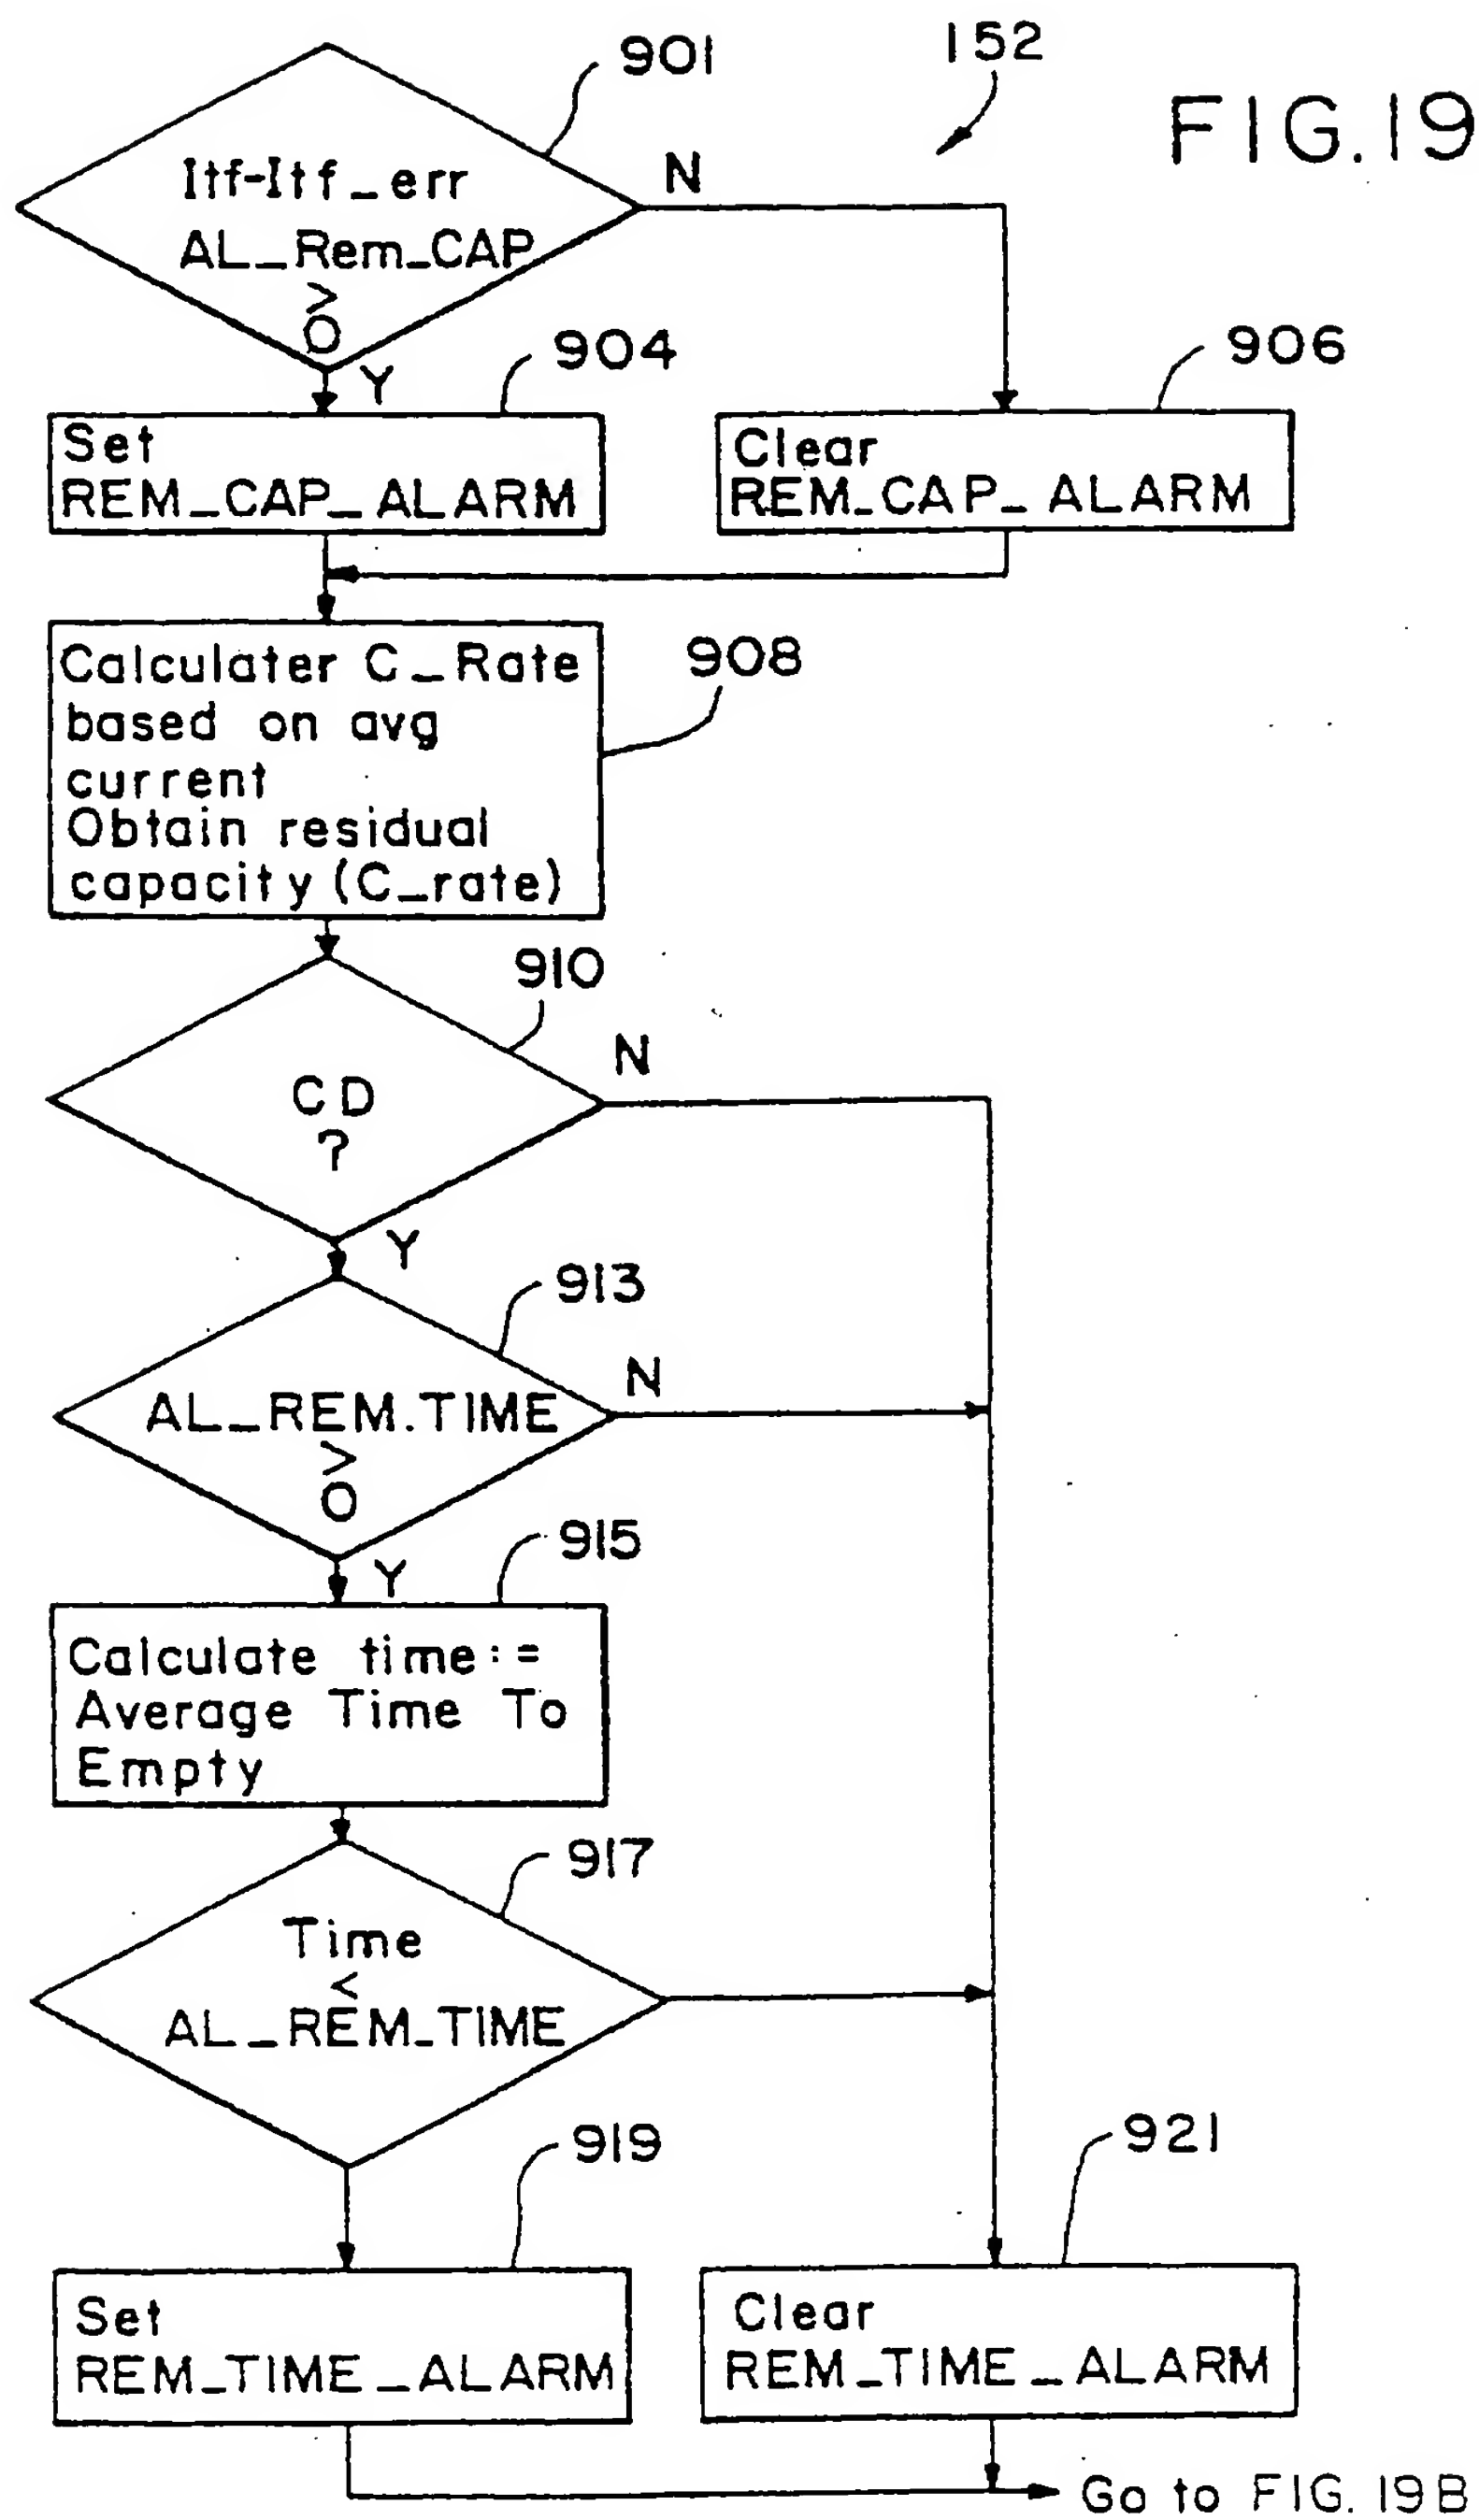 901
152
FIG.19
Itf-Itf_err
AL_Rem_CAP
>
0
N
Y
904
906
Set
REM_CAP_ALARM
Clear
REM_CAP_ALARM
Calculater C_Rate
based on avg
current
Obtain residual
capacity (C_rate)
908
910
CD
?
N
Y
913
AL_REM.TIME
>
0
N
Y
915
Calculate time:=
Average Time To
Empty
917
Time
<
AL_REM_TIME
919
921
Set
REM_TIME_ALARM
Clear
REM_TIME_ALARM
Go to FIG. 19B